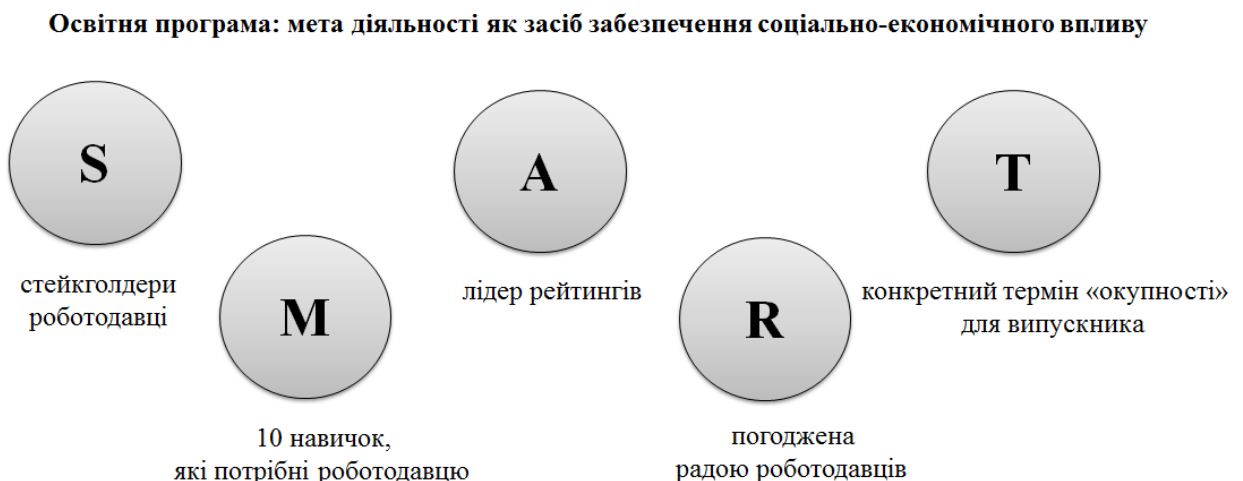 Освітня програма: мета діяльності як засіб забезпечення соціально-економічного впливу
S
стейкголдери
роботодавці
M
10 навичок,
які потрібні роботодавцю
A
лідер рейтингів
R
погоджена
радою роботодавців
T
конкретний термін «окупності»
для випускника